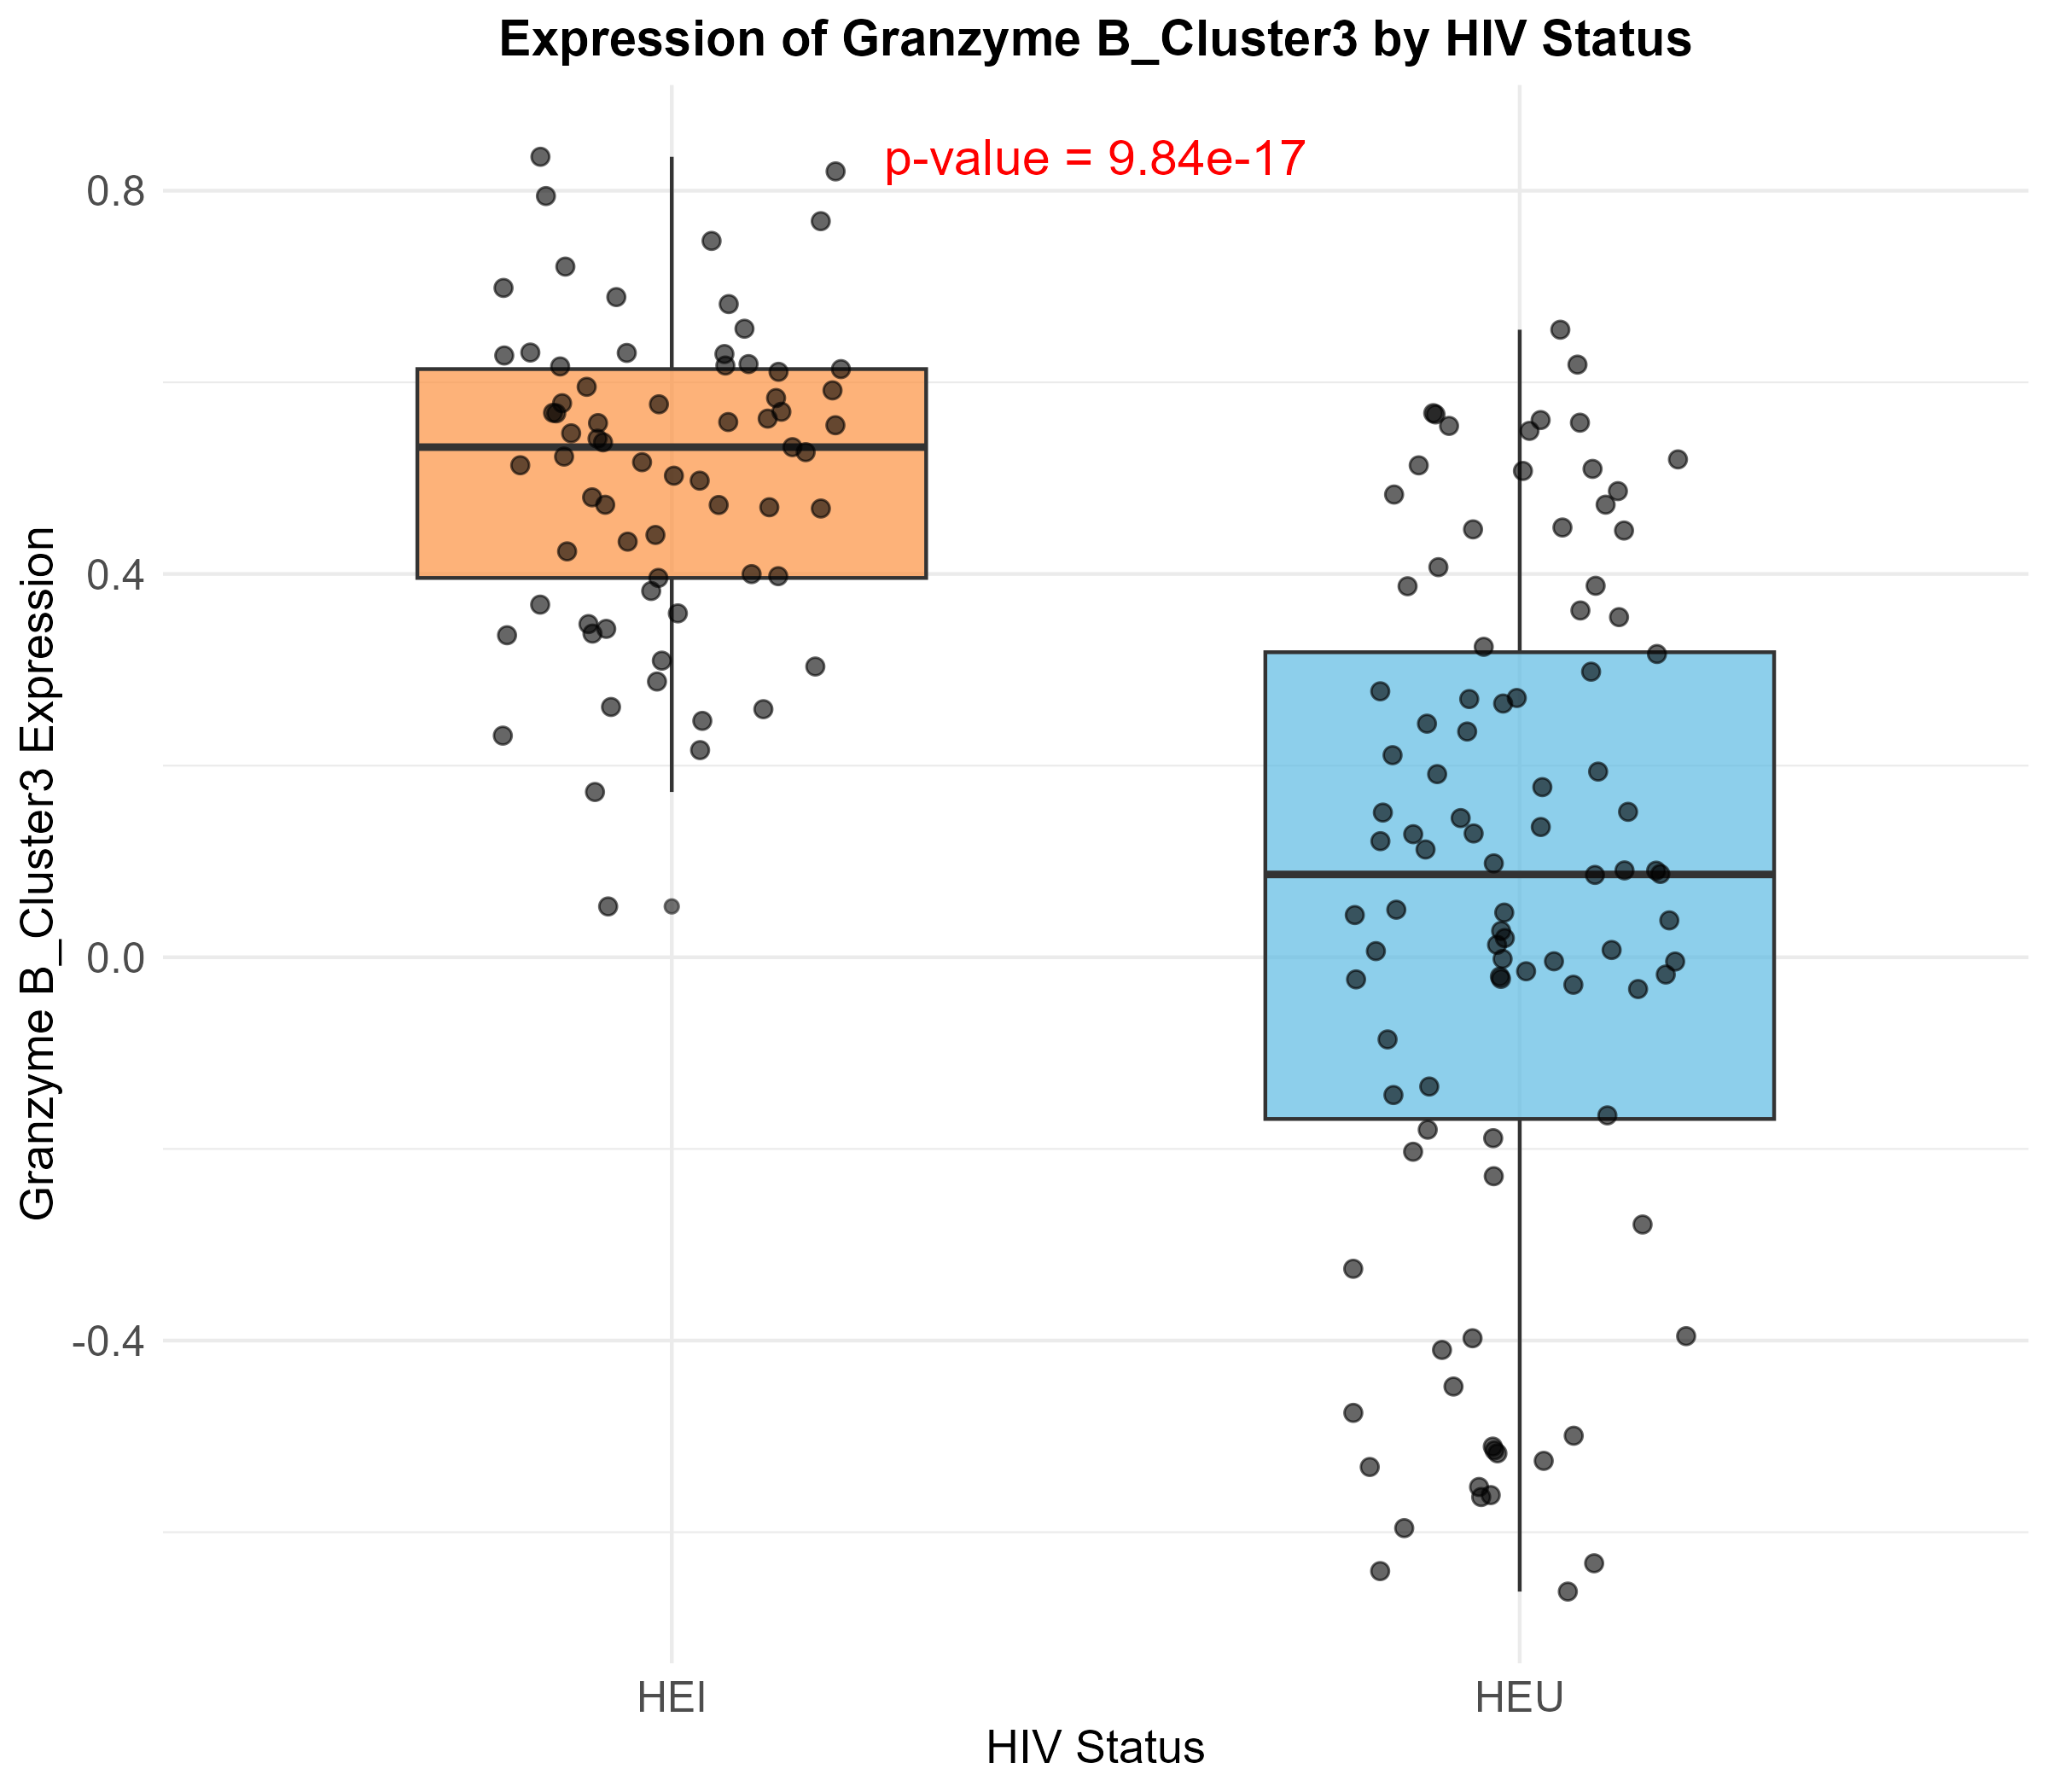 Expression of Granzyme B_Cluster3 by HIV Status
p-value = 9.84e-17
Granzyme B_Cluster3 Expression
0.8
0.4
0.0
-0.4
HEI
HEU
HIV Status